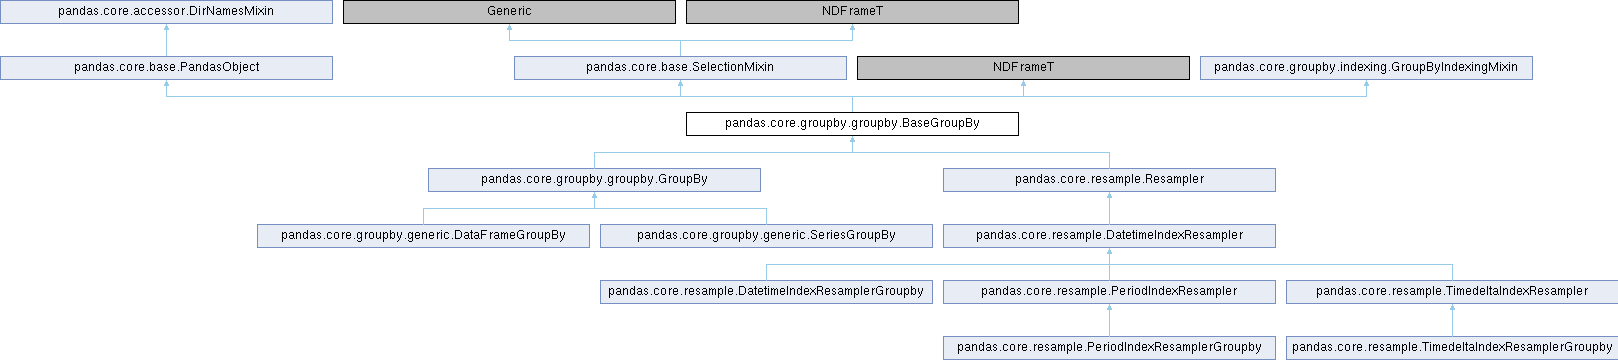 pandas.core.accessor.DirNamesMixin
Generic
NDFrameT
pandas.core.base.PandasObject
pandas.core.base.SelectionMixin
NDFrameT
pandas.core.groupby.indexing.GroupByIndexingMixin
pandas.core.groupby.groupby.BaseGroupBy
pandas.core.groupby.groupby.GroupBy
pandas.core.resample.Resampler
pandas.core.groupby.generic.DataFrameGroupBy
pandas.core.groupby.generic.SeriesGroupBy
pandas.core.resample.DatetimeIndexResampler
pandas.core.resample.DatetimeIndexResamplerGroupby
pandas.core.resample.PeriodIndexResampler
pandas.core.resample.TimedeltaIndexResampler
pandas.core.resample.PeriodIndexResamplerGroupby
pandas.core.resample.TimedeltaIndexResamplerGroupby